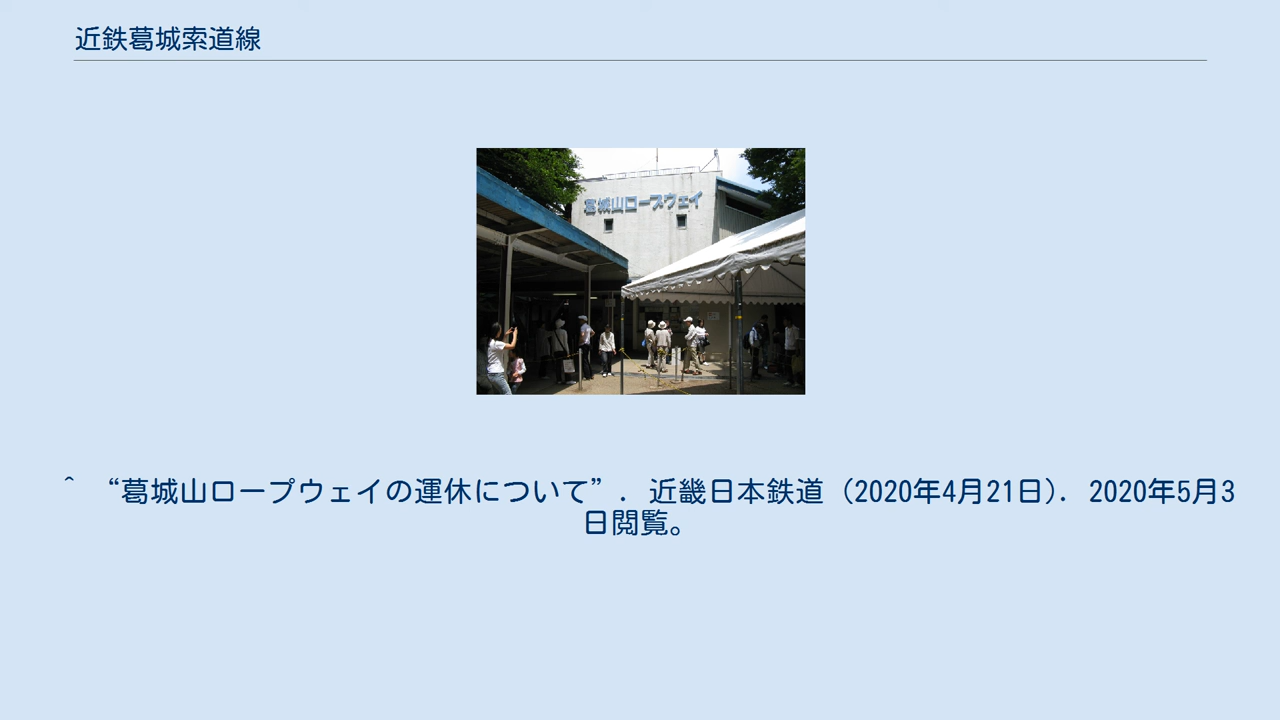 近鉄葛城索道線
葛城山ロープウェイ
^ “葛城山ロープウェイの運休について”. 近畿日本鉄道 (2020年4月21日). 2020年5月3
日閲覧。